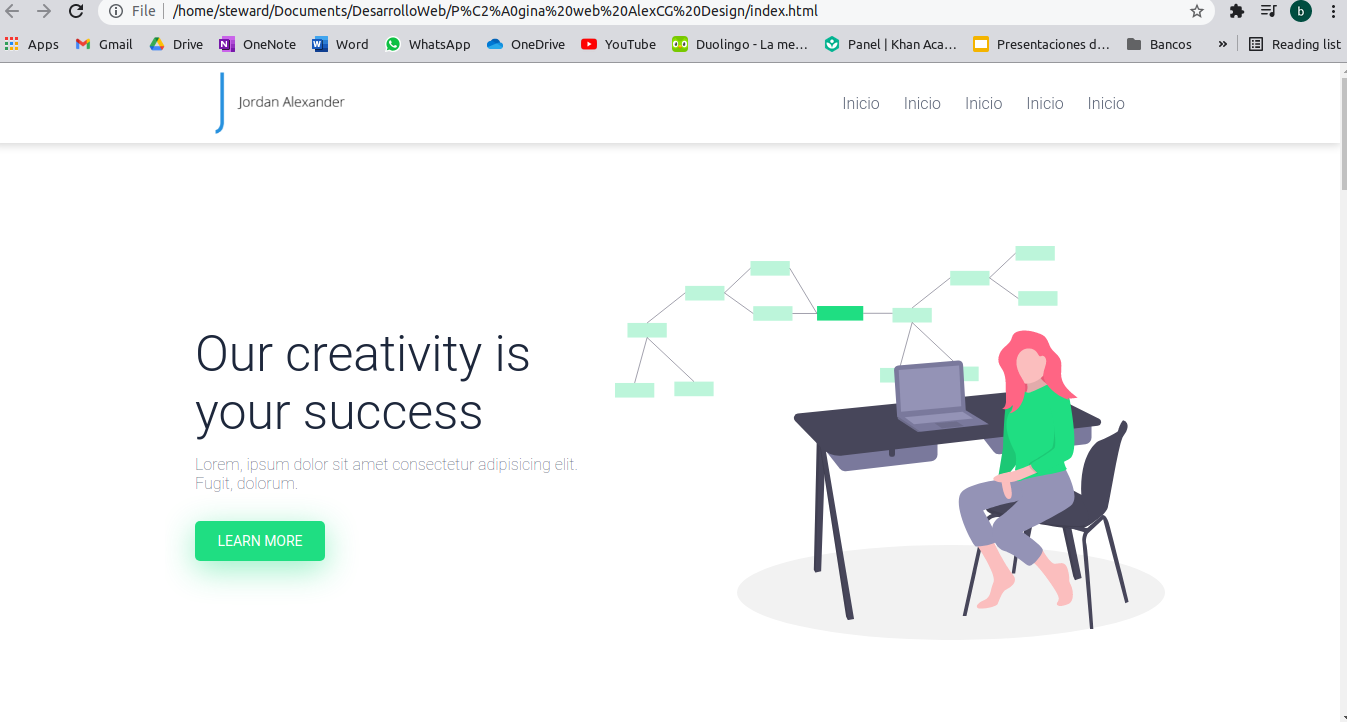 File /home/steward/Documents/DesarrolloWeb/P%C2%A0gina%20web%20AlexCG%20Design/index.html b
Apps Gmail Drive OneNote Word WhatsApp OneDrive YouTube Duolingo - La me… Panel | Khan Aca… Presentaciones d… Bancos » Reading list
Jordan Alexander Inicio Inicio Inicio Inicio Inicio
Our creativity is
your success
Lorem, ipsum dolor sit amet consectetur adipisicing elit.
Fugit, dolorum.
LEARN MORE